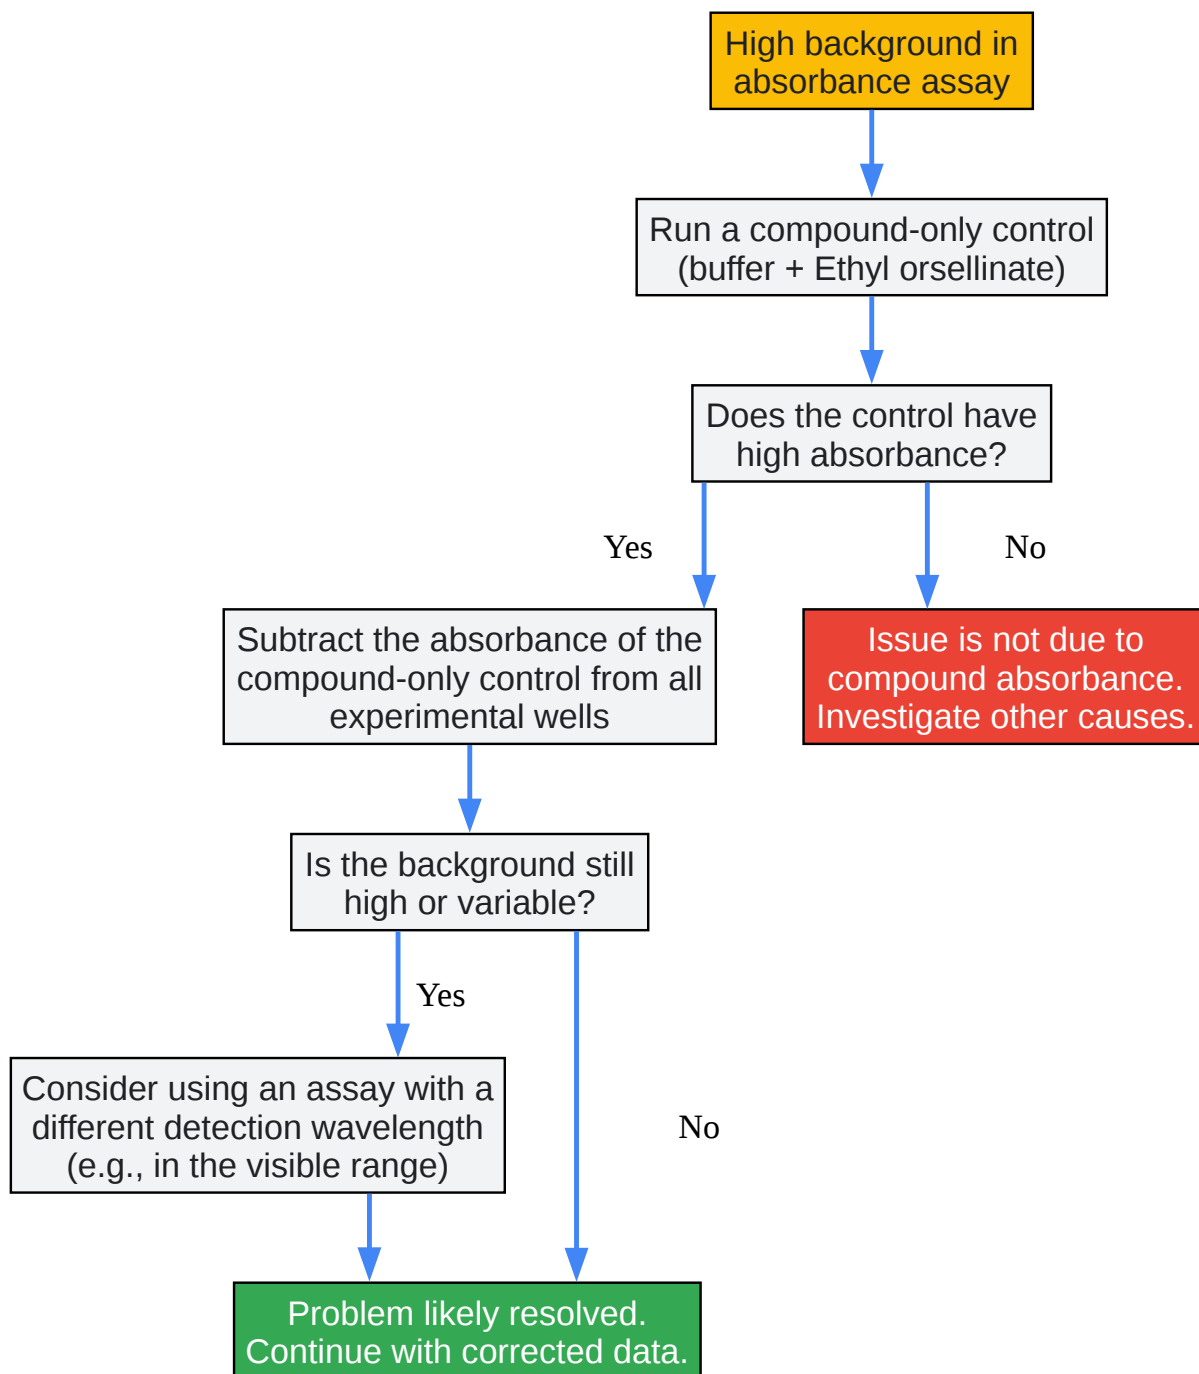 High background in
absorbance assay
Run a compound-only control
(buffer + Ethyl orsellinate)
Does the control have
high absorbance?
Yes
No
Subtract the absorbance of the
compound-only control from all
experimental wells
Issue is not due to
compound absorbance.
Investigate other causes.
Is the background still
high or variable?
Yes
Consider using an assay with a
different detection wavelength
(e.g., in the visible range)
No
Problem likely resolved.
Continue with corrected data.